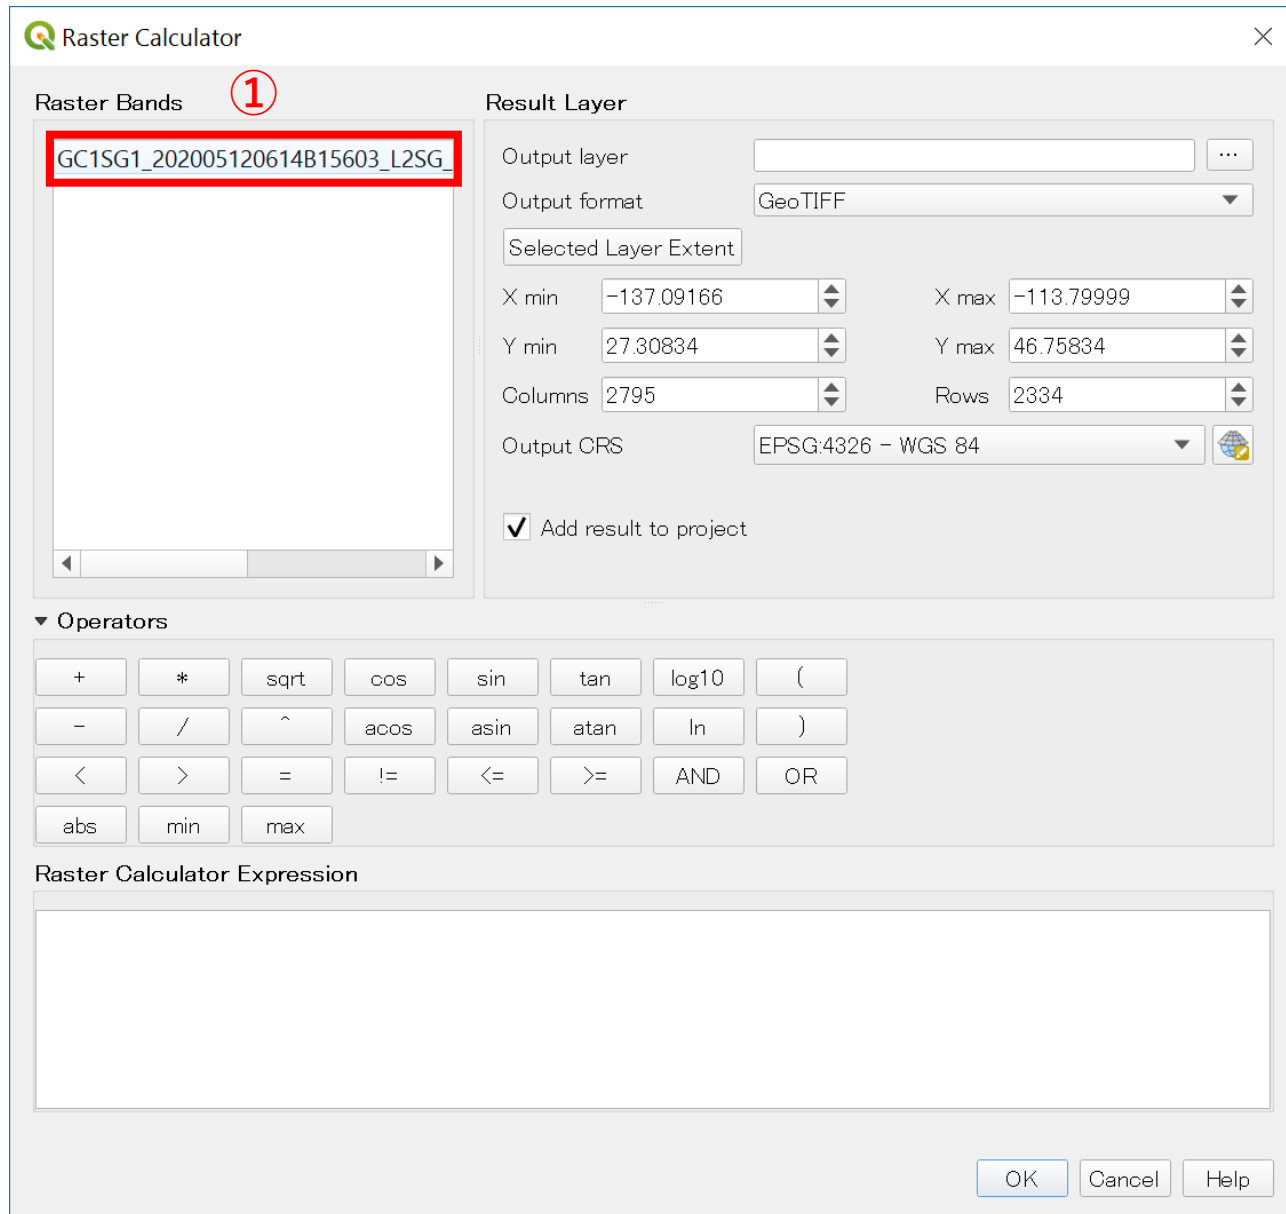 Raster Calculator
Raster Bands
①
Result Layer
GC1SG1_202005120614B15603_L2SG_
Output layer
...
Output format
GeoTIFF
Selected Layer Extent
X min
-137.09166
X max
-113.79999
Y min
27.30834
Y max
46.75834
Columns
2795
Rows
2334
Output CRS
EPSG:4326 - WGS 84
Add result to project
Operators
+ * sqrt cos sin tan log10 (
- / ^ acos asin atan ln )
< > = != <= >= AND OR
abs min max
Raster Calculator Expression
OK Cancel Help